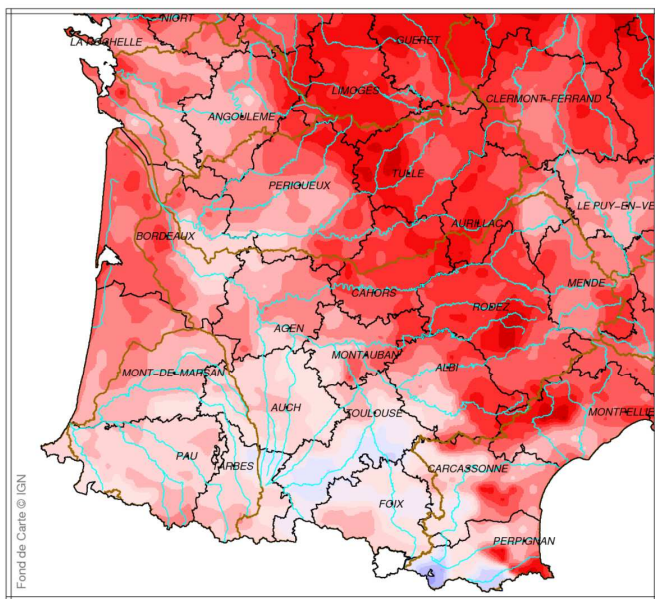 NIORT
LA ROCHELLE
GUERET
LIMOGES
CLERMONT-FERRAND
ANGOULEME
TULLE
PERIGUEUX
LE PUY-EN-VE
AURILLAC
BORDEAUX
MENDE
CAHORS
RODEZ
AGEN
MONTAUBAN
ALBI
MONT-DE-MARSAN
AUCH
TOULOUSE
MONTPELLIE
PAU
TARBES
CARCASSONNE
FOIX
PERPIGNAN
Fond de Carte © IGN